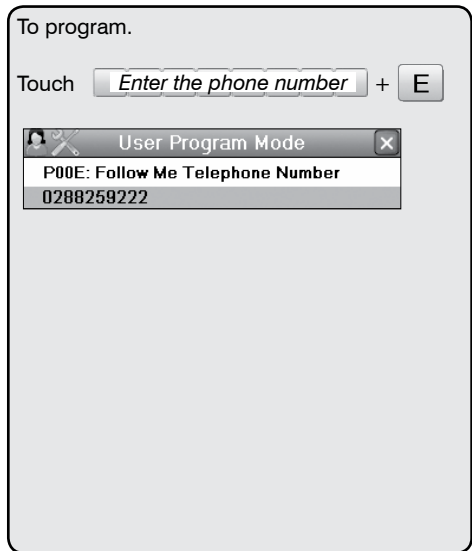 To program.
Touch Enter the phone number + E
User Program Mode
P00E: Follow Me Telephone Number
0288259222